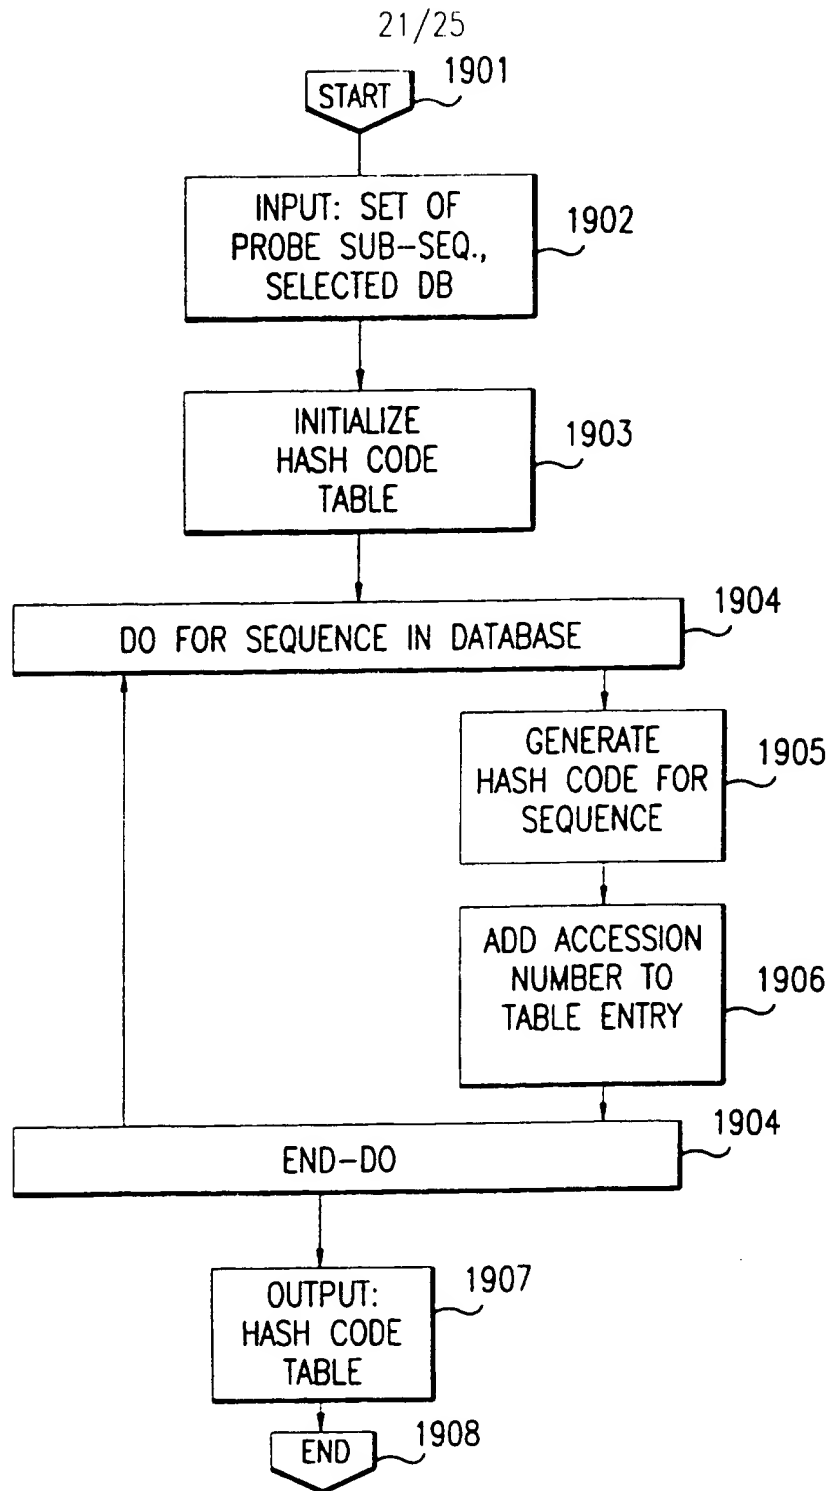 21/25
START
1901
INPUT: SET OF
PROBE SUB-SEQ.,
SELECTED DB
1902
INITIALIZE
HASH CODE
TABLE
1903
DO FOR SEQUENCE IN DATABASE
1904
GENERATE
HASH CODE FOR
SEQUENCE
1905
ADD ACCESSION
NUMBER TO
TABLE ENTRY
1906
END-DO
1904
OUTPUT:
HASH CODE
TABLE
1907
END
1908